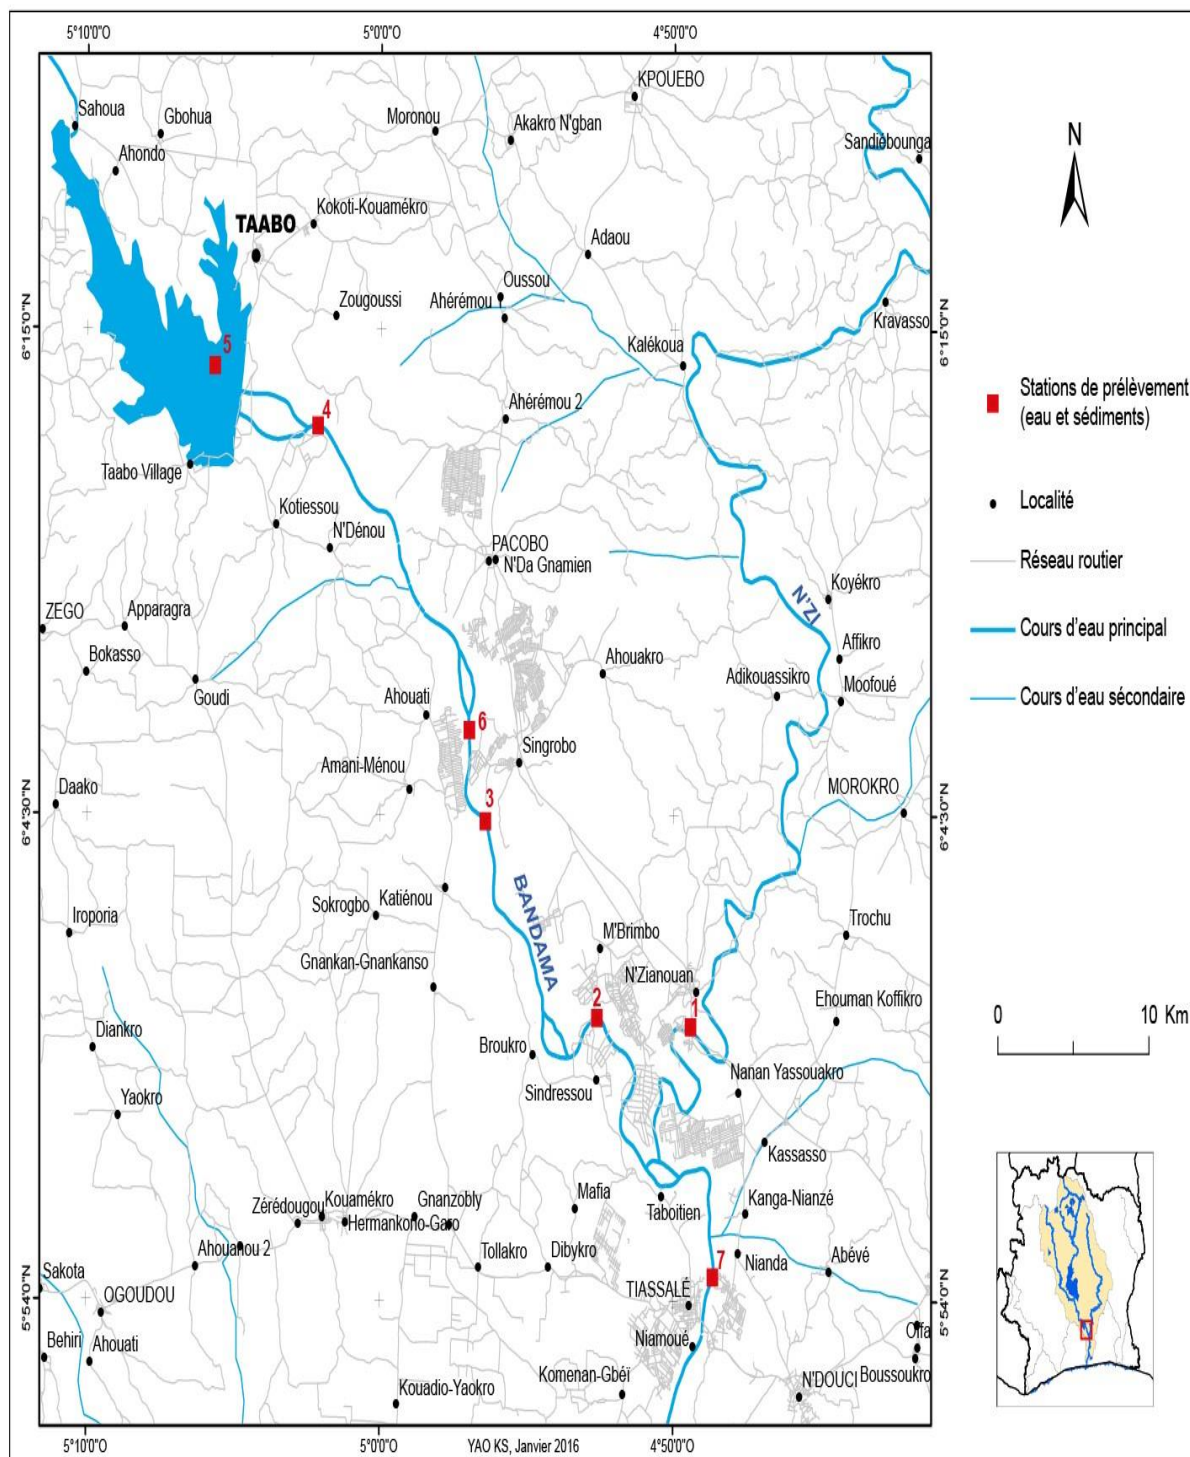 5°10'0"O
5°0'0"O
4°50'0"O
KPOUEBO
Sahoua
Gbohua
Moronou
Akakro N'gban
Sandiébounga
Ahondo
N
Kokoti-Kouamékro
TAABO
Adaou
Oussou
Zougoussi
Ahérémou
Kravasso
6°15'0"N
6°15'0"N
5
Kalékoua
Stations de prélèvement
(eau et sédiments)
4
Ahérémou 2
Taabo Village
Kotiessou
Localité
N'Dénou
PACOBO
N'Da Gnamien
Réseau routier
Koyékro
N'ZI
ZEGO
Apparagra
Cours d'eau principal
Bokasso
Affikro
Ahouakro
Goudi
Adikouassikro
Moofoué
Cours d'eau sécondaire
Ahouati
6
Singrobo
Amani-Ménou
Daako
MOROKRO
3
6°4'30"N
6°4'30"N
BANDAMA
Sokrogbo
Katiénou
Iroporia
Trochu
M'Brimbo
Gnankan-Gnankanso
N'Zianouan
2
1
Ehouman Koffikro
0
10 Km
Diankro
Broukro
Sindressou
Nanan Yassouakro
Yaokro
Kassasso
Mafia
Taboitien
Kanga-Nianzé
Zérédougou
Kouamékro
Gnanzobly
Hermankono-Garo
Ahouanou 2
Tollakro
Dibykro
7
Nianda
Abévé
Sakota
OGOUDOU
TIASSALÉ
5°54'0"N
5°54'0"N
Offa
Behiri
Ahouati
Niamoué
Komenan-Gbéï
N'DOUCI
Boussoukro
Kouadio-Yaokro
5°10'0"O
5°0'0"O
YAO KS, Janvier 2016
4°50'0"O